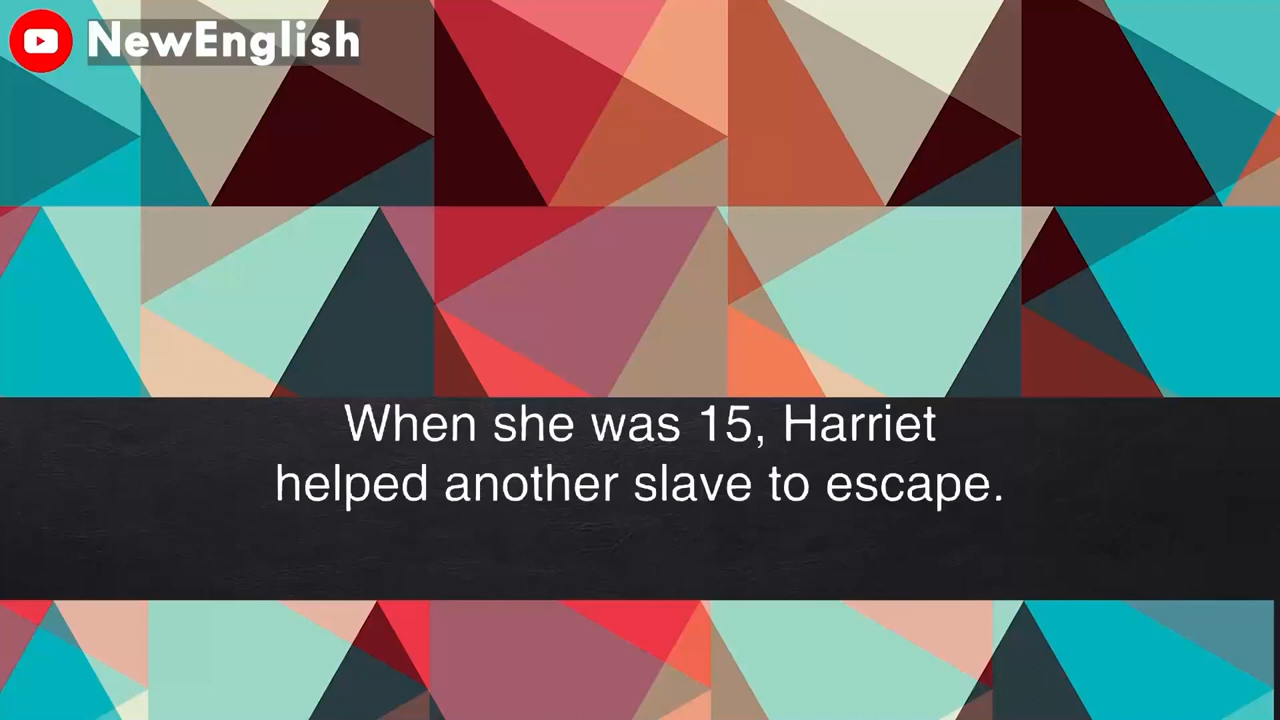 NewEnglish
When she was 15, Harriet
helped another slave to escape.